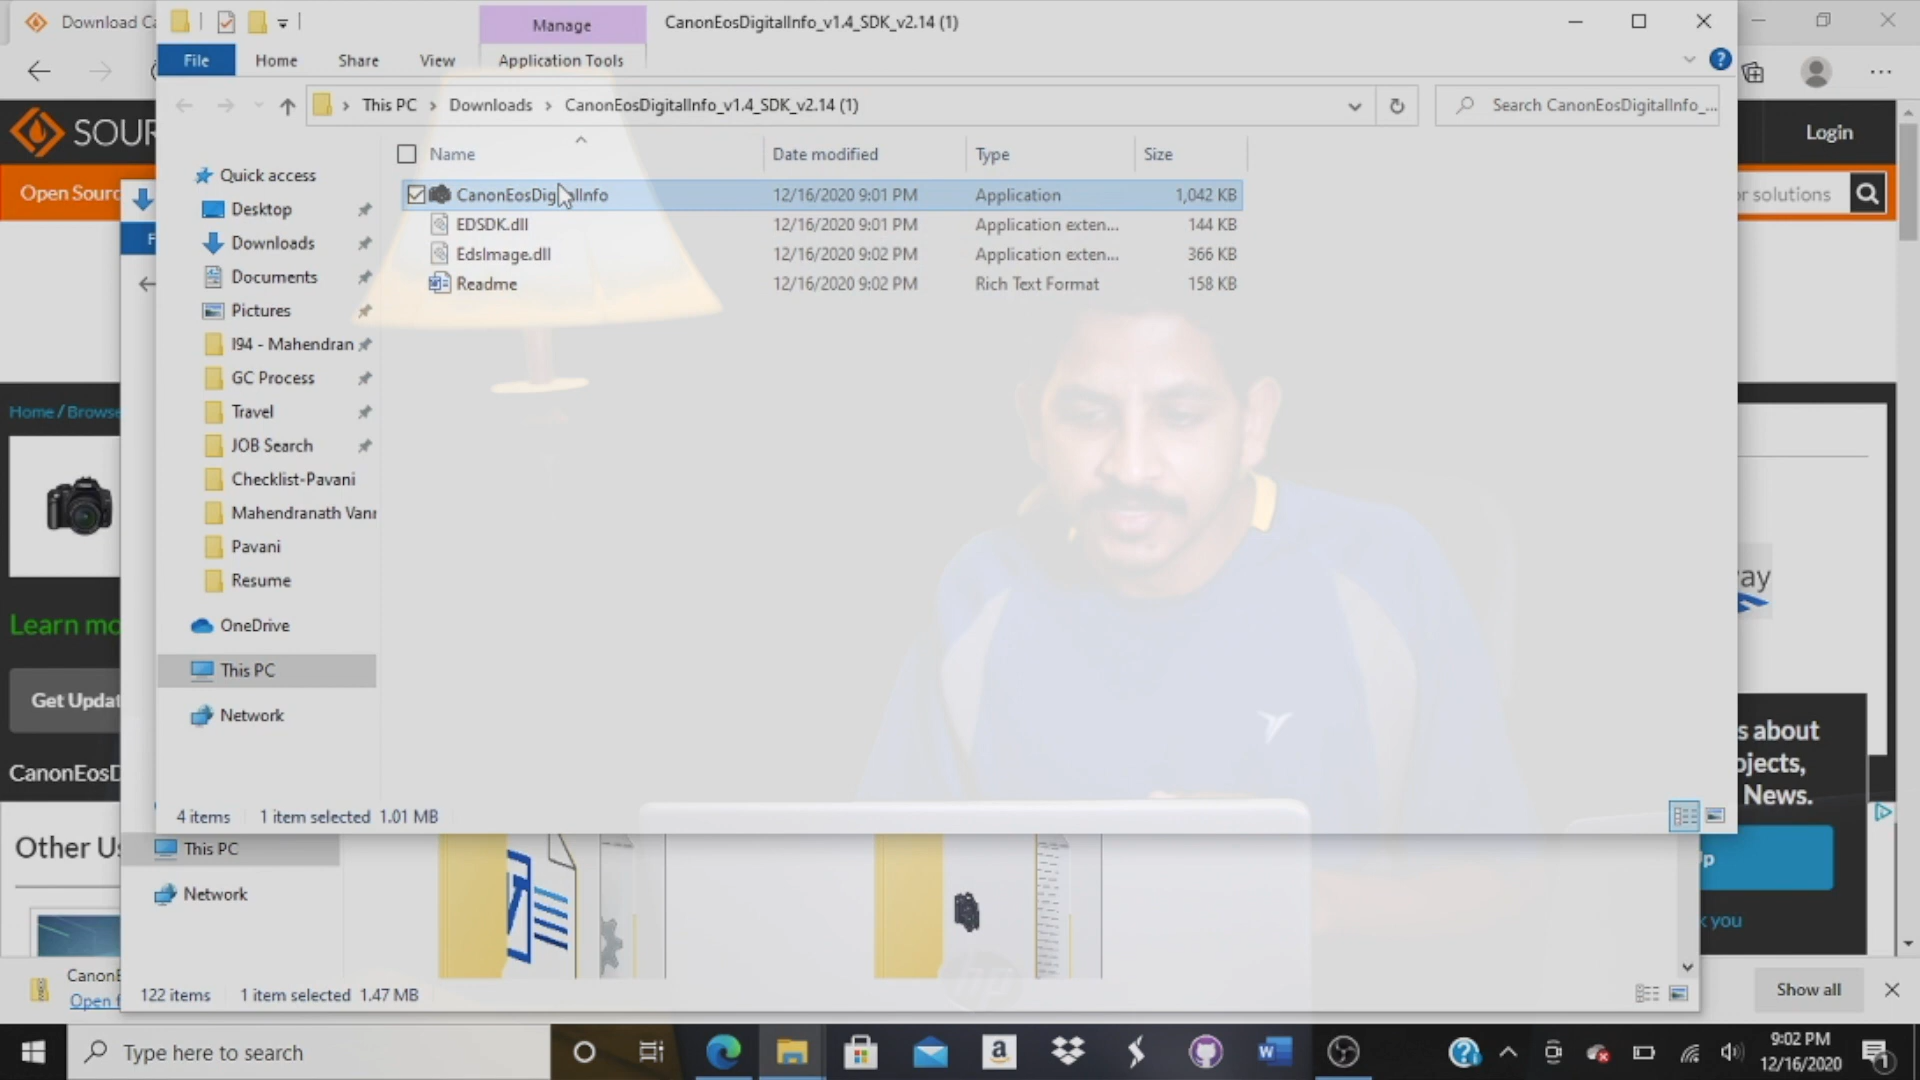 Download Ca
Manage
CanonEosDigitalInfo_v1.4_SDK_v2.14 (1)
File
Home
Share
View
Application Tools
This PC
Downloads
CanonEosDigitalInfo_v1.4_SDK_v2.14 (1)
Search CanonEosDigitalInfo_...
SOUR
Login
Open Sourc
or solutions
Name
Date modified
Type
Size
CanonEosDigitalInfo 12/16/2020 9:01 PM Application 1,042 KB
EDSDK.dll 12/16/2020 9:01 PM Application exten... 144 KB
EdsImage.dll 12/16/2020 9:02 PM Application exten... 366 KB
Readme 12/16/2020 9:02 PM Rich Text Format 158 KB
Quick access
Desktop
Downloads
Documents
Pictures
I94 - Mahendran
GC Process
Travel
JOB Search
Checklist-Pavani
Mahendranath Vanr
Pavani
Resume
OneDrive
This PC
Network
4 items 1 item selected 1.01 MB
F
Home / Browse
Learn mo
Get Updat
CanonEosD
Other Us
ay
s about
ojects,
News.
p
k you
This PC
Network
122 items 1 item selected 1.47 MB
hp
CanonE
Open f
Show all
Type here to search
9:02 PM
12/16/2020
1